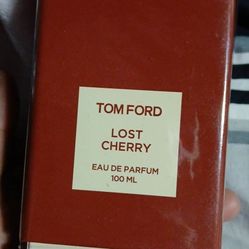 TOM FORD
LOST
CHERRY
EAU DE PARFUM
100 ML